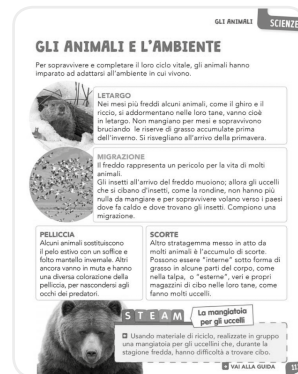 GLI ANIMALI
SCIENZE
GLI ANIMALI E L'AMBIENTE
Per sopravvivere e completare il loro ciclo vitale, gli animali hanno
imparato ad adattarsi all'ambiente in cui vivono.
LETARGO
Nei mesi più freddi alcuni animali, come il ghiro e il
riccio, si addormentano nelle loro tane, vanno cioè
in letargo. Non mangiano per mesi e sopravvivono
bruciando le riserve di grasso accumulate prima
dell'inverno. Si risvegliano all'arrivo della primavera.
MIGRAZIONE
Il freddo rappresenta un pericolo per la vita di molti
animali.
Gli insetti all'arrivo del freddo muoiono; allora gli uccelli
che si cibano d'insetti, come la rondine, non hanno più
nulla da mangiare e per sopravvivere volano verso i paesi
dove fa caldo e dove trovano gli insetti. Compiono una
migrazione.
PELLICCIA
Alcuni animali sostituiscono
il pelo estivo con un soffice e
folto mantello invernale. Altri
ancora vanno in muta e hanno
una diversa colorazione della
pelliccia, per nascondersi agli
occhi dei predatori.
SCORTE
Altro stratagemma messo in atto da
molti animali è l'accumulo di scorte.
Possono essere "interne" sotto forma di
grasso in alcune parti del corpo, come
nella talpa, o "esterne", veri e propri
magazzini di cibo nelle loro tane, come
fanno molti uccelli.
STEAM
La mangiatoia
per gli uccelli
Usando materiale di riciclo, realizzate in gruppo
una mangiatoia per gli uccellini che, durante la
stagione fredda, hanno difficoltà a trovare cibo.
VAI ALLA GUIDA